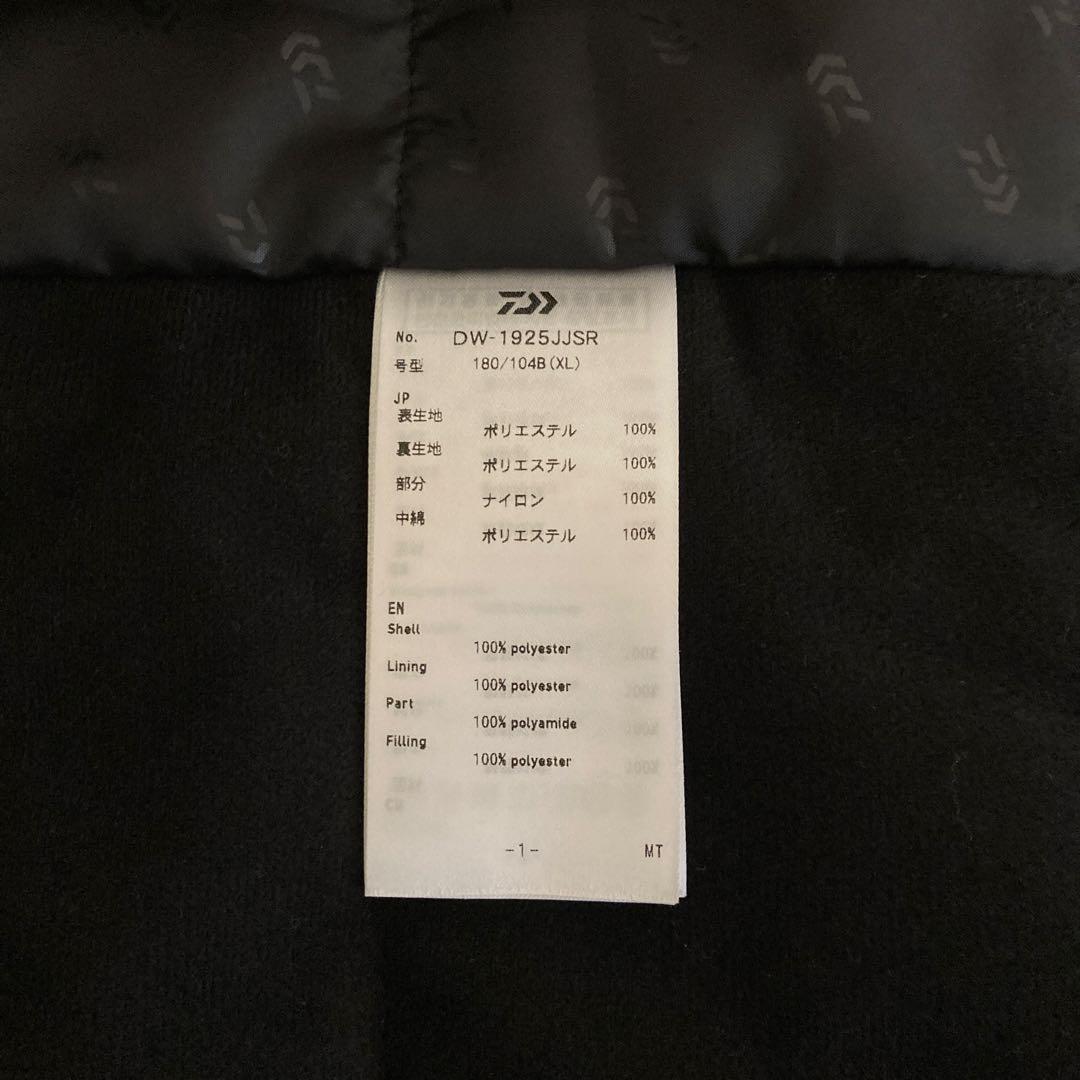 No. DW-1925JJSR
号型 180/104B(XL)
JP
表生地
ポリエステル 100%
裏生地
ポリエステル 100%
部分
ナイロン 100%
中綿
ポリエステル 100%
EN
Shell
100% polyester
Lining
100% polyester
Part
100% polyamide
Filling
100% polyester
-1- MT